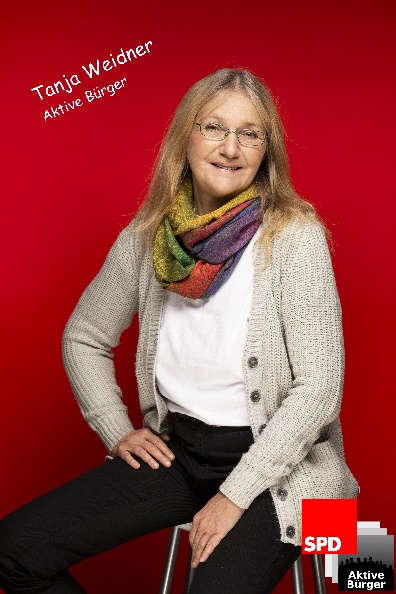 Tanja Weidner
Aktive Bürger
SPD
Aktive
Bürger